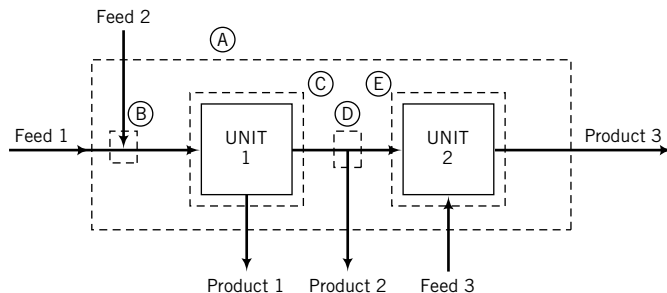 Feed 2
A
B
C
D
E
Feed 1
UNIT
1
UNIT
2
Product 3
Product 1
Product 2
Feed 3